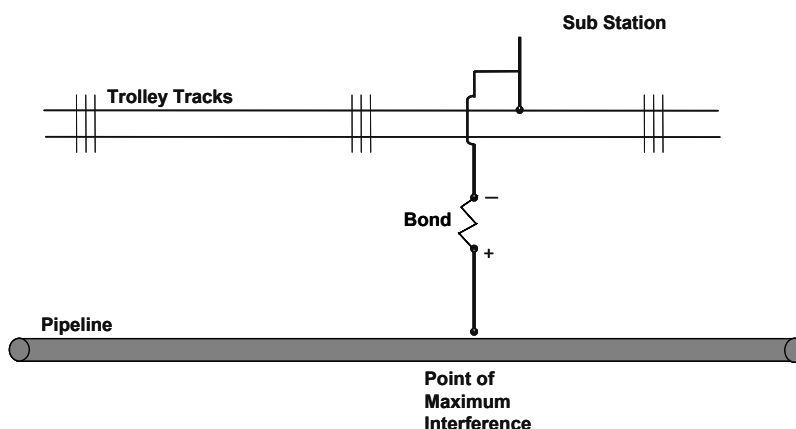 Sub Station
Trolley Tracks
−
Bond
+
Pipeline
Point of
Maximum
Interference